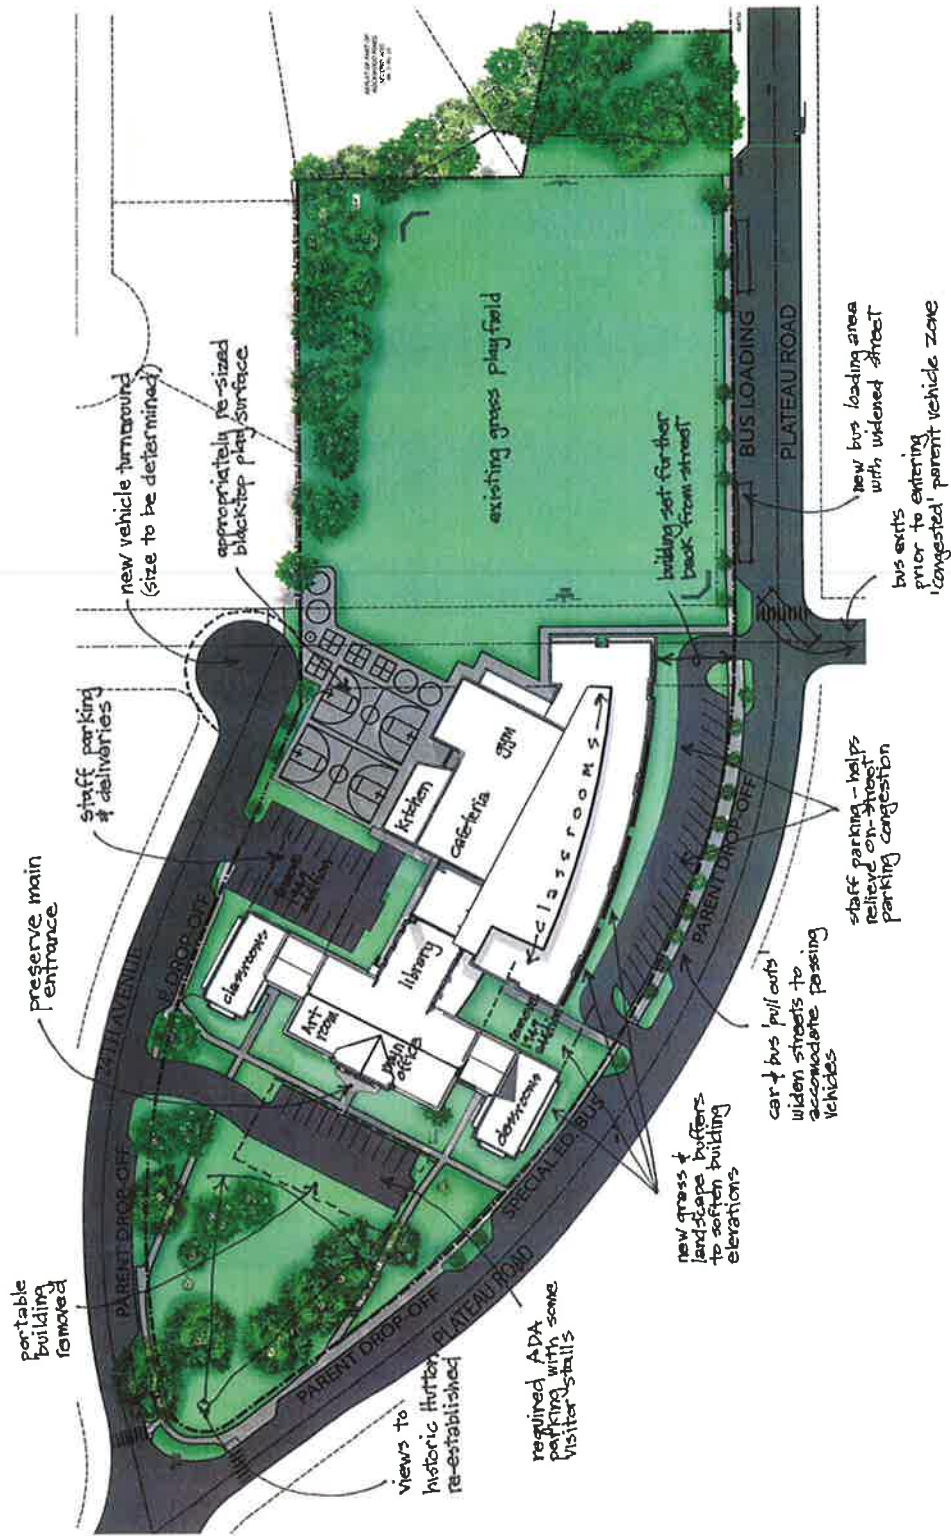 portable
building
removed
preserve main
entrance
staff parking
& deliveries
new vehicle turnaround
(size to be determined)
appropriately re-sized
blacktop play surface
PARENT DROP-OFF
14TH AVENUE
P. DROP-OFF
classrooms
Art
room
main
office
library
kitchen
cafeteria
gym
classrooms
classrooms
existing grass playfield
building set further
back from street
views to
historic Hutton
re-established
PARENT DROP-OFF
PLATEAU ROAD
SPECIAL ED. BUS
PARENT DROP-OFF
BUS LOADING
PLATEAU ROAD
required ADA
parking with some
visitor stalls
new grass &
landscape buffers
to soften building
elevations
car & bus 'pullouts'
widen streets to
accomodate passing
vehicles
staff parking - helps
relieve on-street
parking congestion
bus exits
prior to entering
'congested' parent vehicle zone
new bus loading area
with widened street